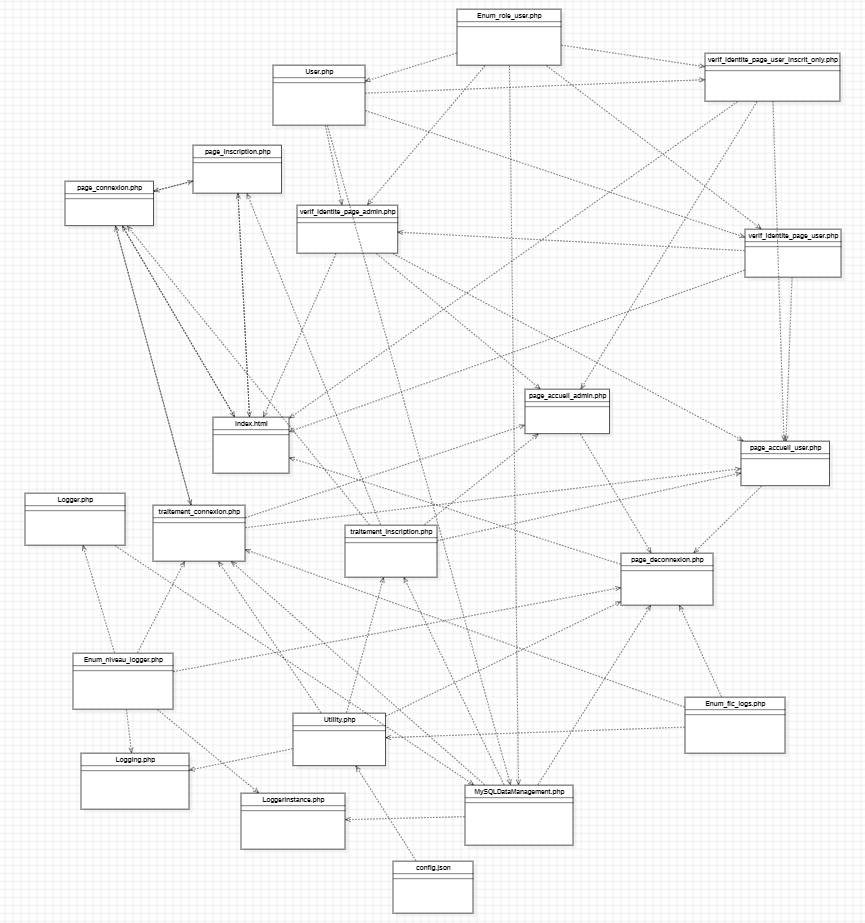 Enum_role_user.php
verif_identite_page_user_inscrit_only.php
User.php
page_inscription.php
page_connexion.php
verif_identite_page_admin.php
verif_identite_page_user.php
page_accueil_admin.php
index.html
page_accueil_user.php
Logger.php
traitement_connexion.php
traitement_inscription.php
page_deconnexion.php
Enum_niveau_logger.php
Enum_fic_logs.php
Utility.php
Logging.php
LoggerInstance.php
MySQLDataManagement.php
config.json